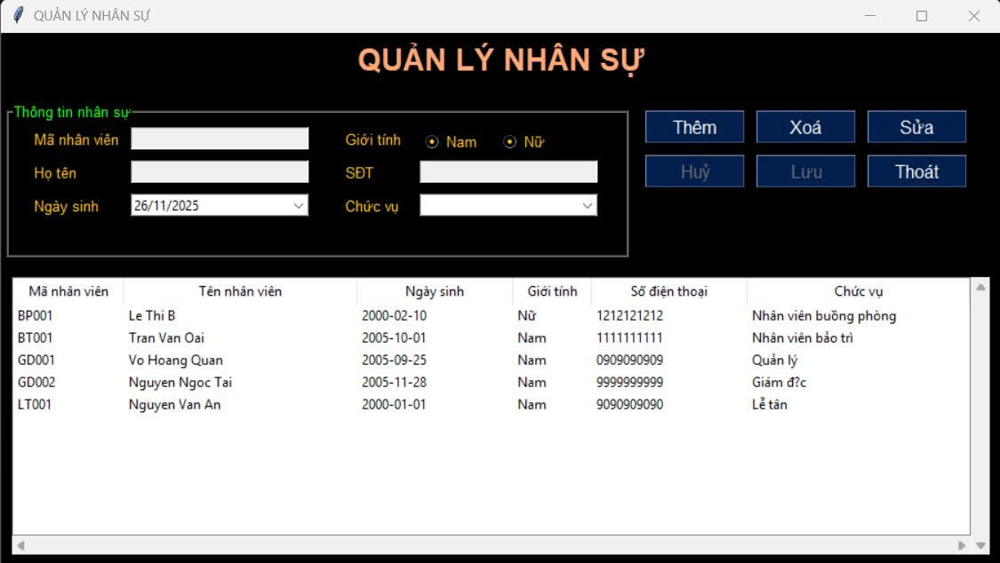 QUẢN LÝ NHÂN SỰ
QUẢN LÝ NHÂN SỰ
Thông tin nhân sự
Mã nhân viên Giới tính Nam Nữ
Họ tên SĐT
Ngày sinh 26/11/2025 Chức vụ
Thêm Xoá Sửa
Huỷ Lưu Thoát
Mã nhân viên Tên nhân viên Ngày sinh Giới tính Số điện thoại Chức vụ
BP001 Le Thi B 2000-02-10 Nữ 1212121212 Nhân viên buồng phòng
BT001 Tran Van Oai 2005-10-01 Nam 1111111111 Nhân viên bảo trì
GD001 Vo Hoang Quan 2005-09-25 Nam 0909090909 Quản lý
GD002 Nguyen Ngoc Tai 2005-11-28 Nam 9999999999 Giám đ?c
LT001 Nguyen Van An 2000-01-01 Nam 9090909090 Lễ tân